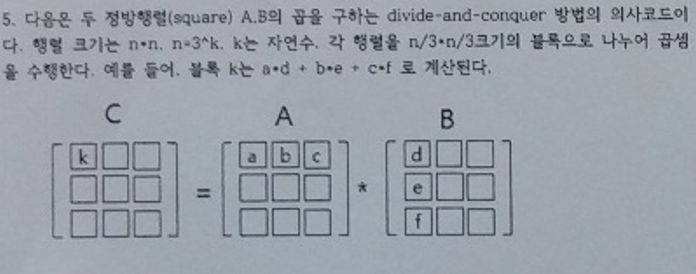 5. 다음은 두 정방행렬(square) A,B의 곱을 구하는 divide-and-conquer 방법의 의사코드이
다. 행렬 크기는 n*n, n=3^k, k는 자연수. 각 행렬을 n/3*n/3크기의 블록으로 나누어 곱셈
을 수행한다. 예를 들어, 블록 k는 a*d + b*e + c*f 로 계산된다.
C A B
k a b c d
= * e
f